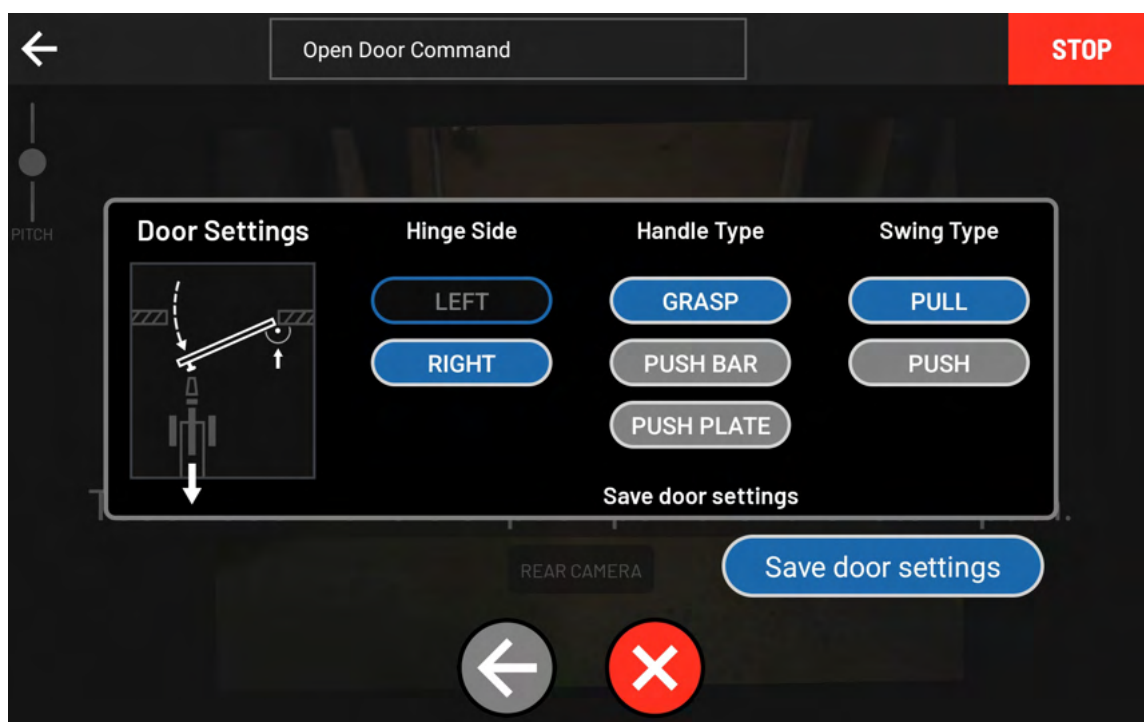 Open Door Command
STOP
PITCH
Door Settings
Hinge Side
Handle Type
Swing Type
LEFT
GRASP
PULL
RIGHT
PUSH BAR
PUSH
PUSH PLATE
Save door settings
REAR CAMERA
Save door settings